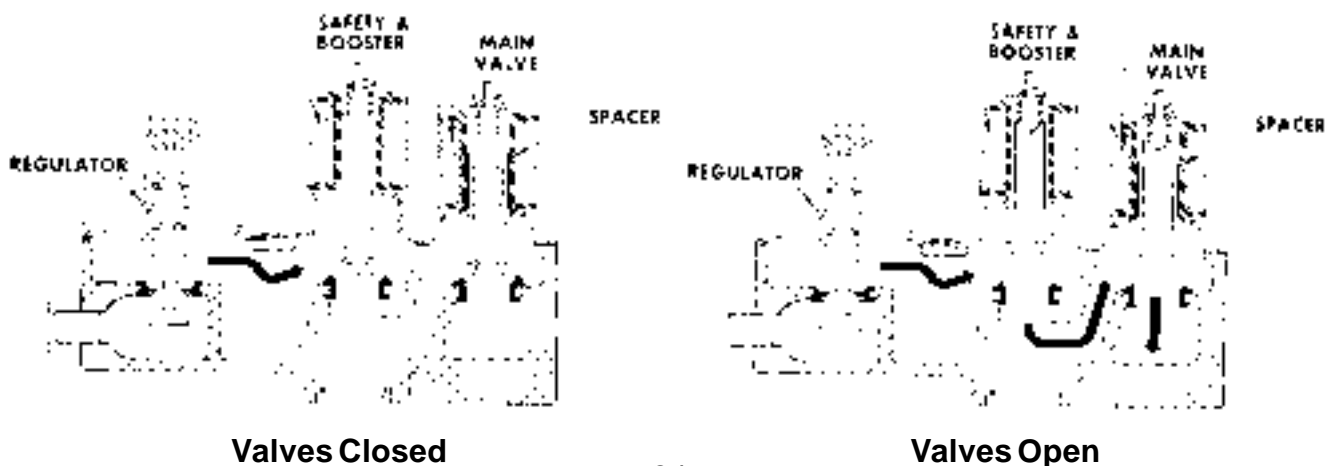 SAFETY &
BOOSTER
MAIN
VALVE
SPACER
REGULATOR
SAFETY &
BOOSTER
MAIN
VALVE
SPACER
REGULATOR
Valves Closed
Valves Open